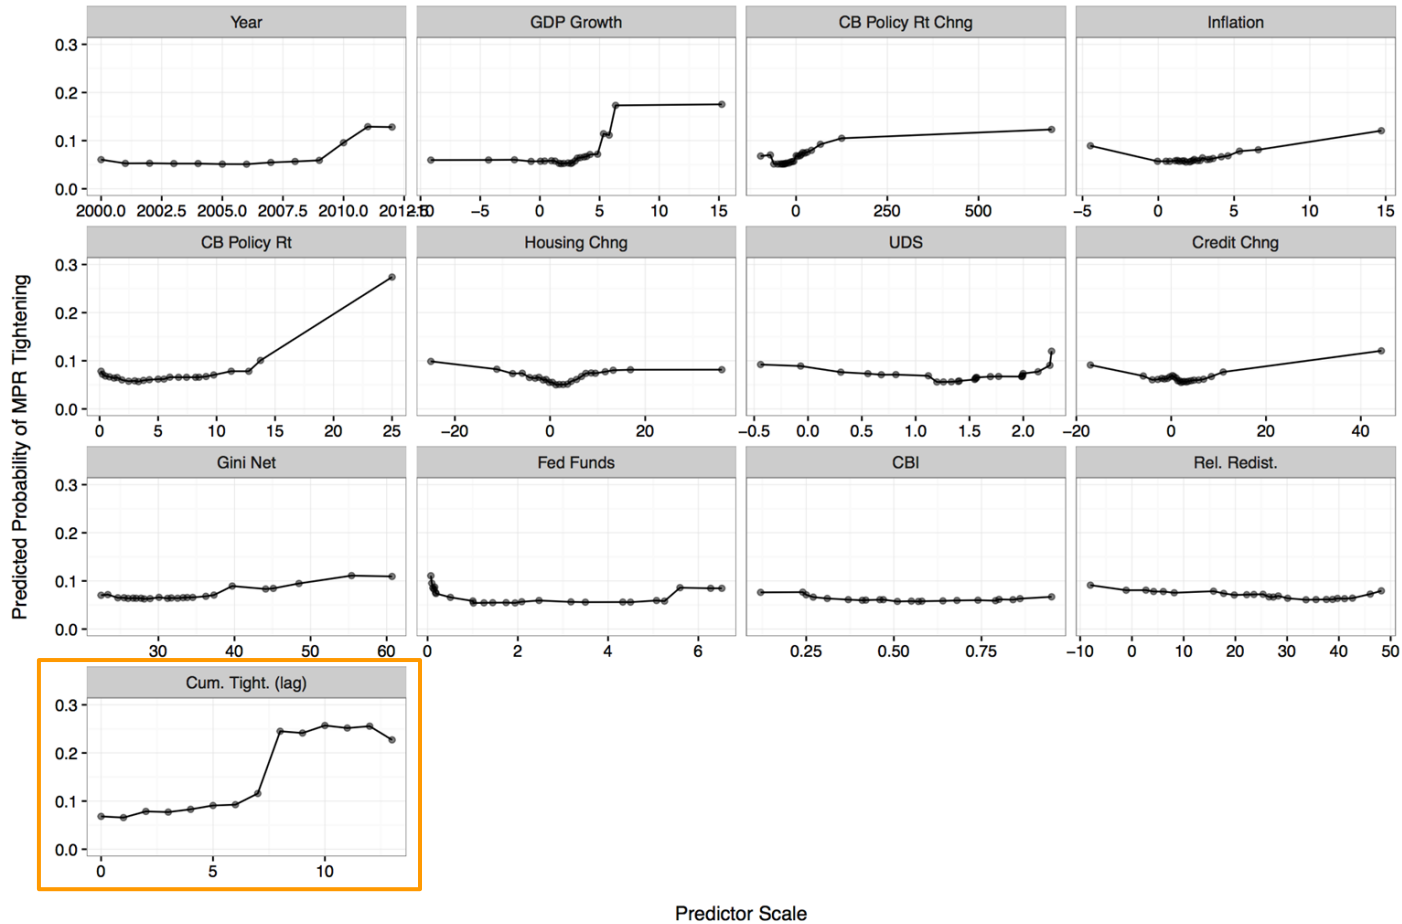 Year GDP Growth CB Policy Rt Chng Inflation
0.3
0.2
0.1
0.0
2000.0 2002.5 2005.0 2007.5 2010.0 2012.5
-10 -5 0 5 10 15
0 250 500
-5 0 5 10 15
CB Policy Rt Housing Chng UDS Credit Chng
0.3
0.2
0.1
0.0
0 5 10 15 20 25
-20 0 20
-0.5 0.0 0.5 1.0 1.5 2.0
-20 0 20 40
Predicted Probability of MPR Tightening
Gini Net Fed Funds CBI Rel. Redist.
0.3
0.2
0.1
0.0
30 40 50 60
0 2 4 6
0.25 0.50 0.75
-10 0 10 20 30 40 50
Cum. Tight. (lag)
0.3
0.2
0.1
0.0
0 5 10
Predictor Scale